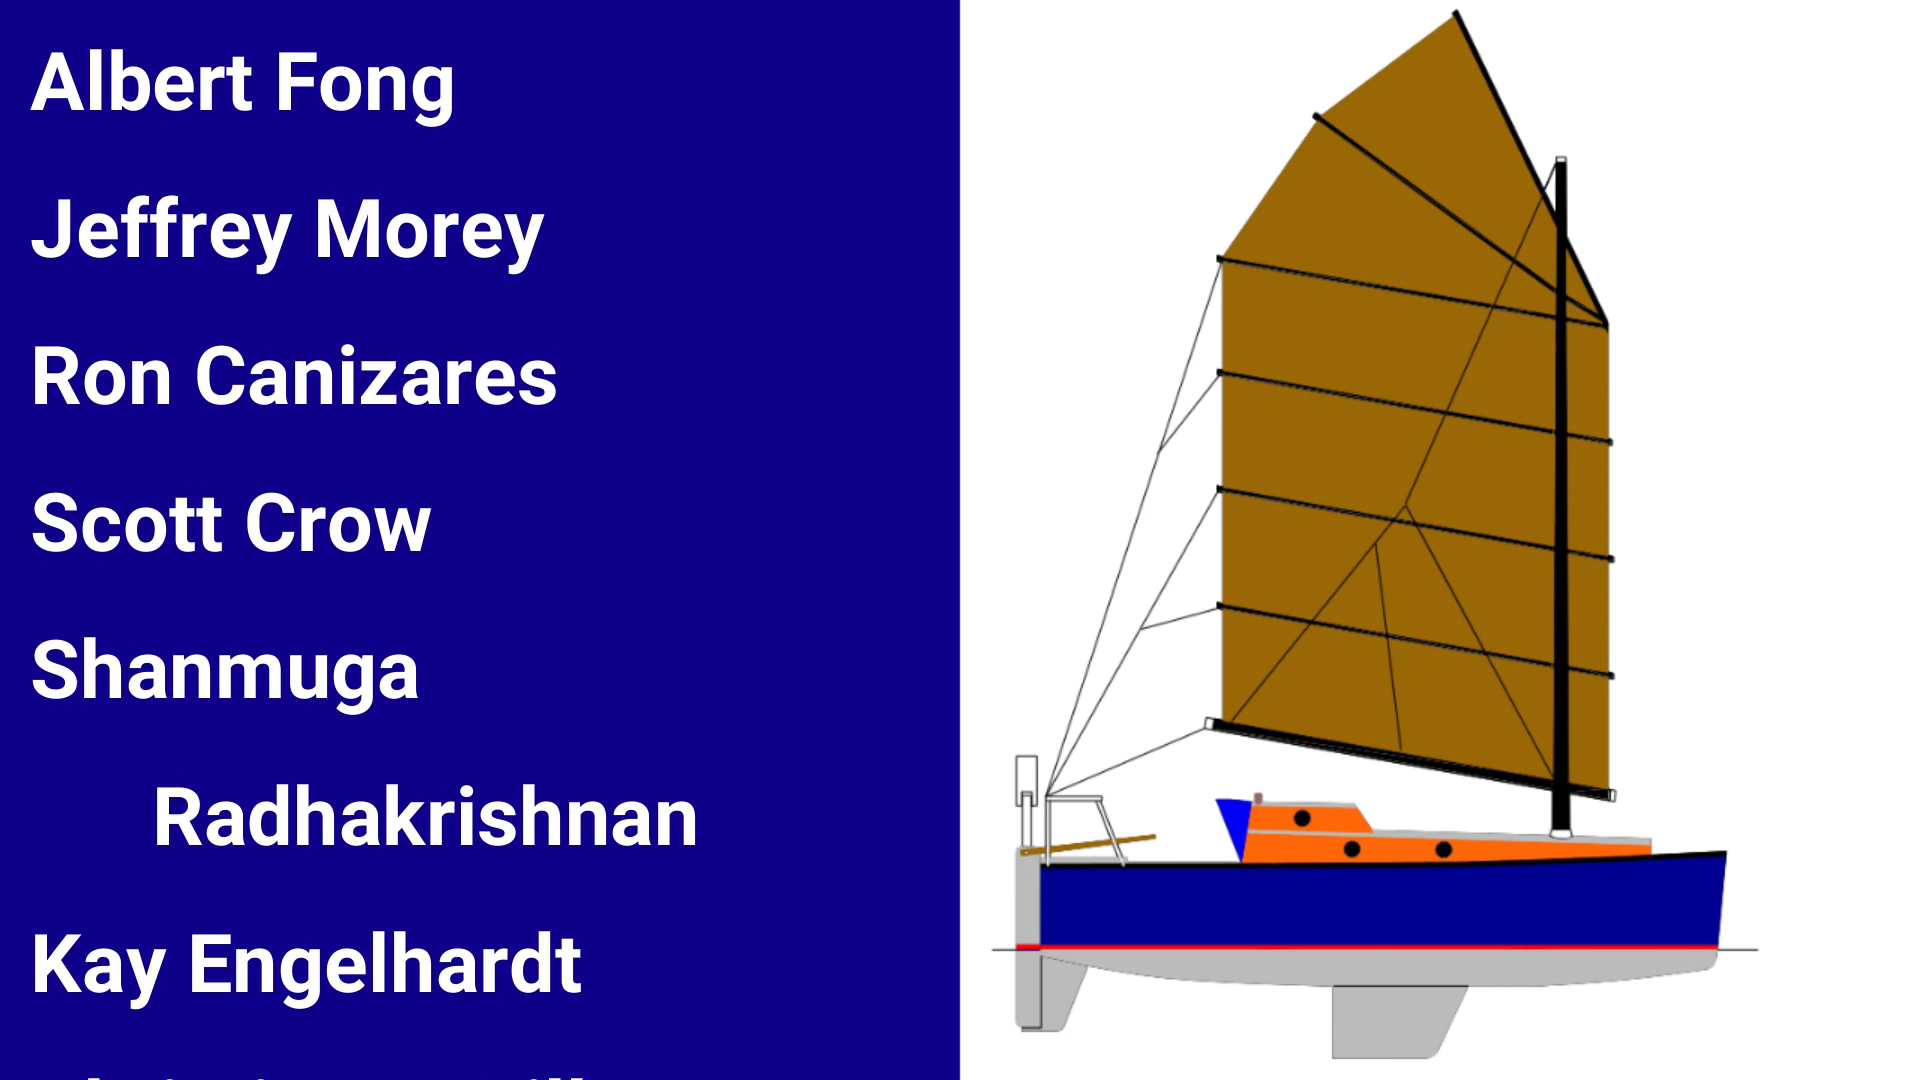 Albert Fong
Jeffrey Morey
Ron Canizares
Scott Crow
Shanmuga
Radhakrishnan
Kay Engelhardt